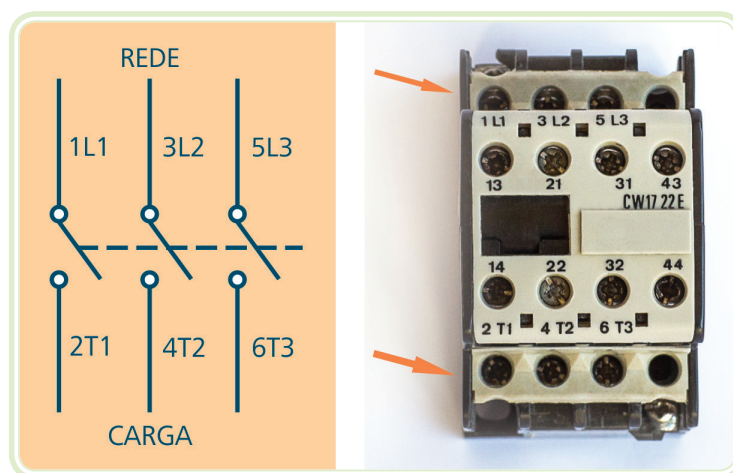 REDE
1L1 3L2 5L3
2T1 4T2 6T3
CARGA
1 L1 3 L2 5 L3
13 21 31 43
CW17 22E
14 22 32 44
2 T1 4 T2 6 T3